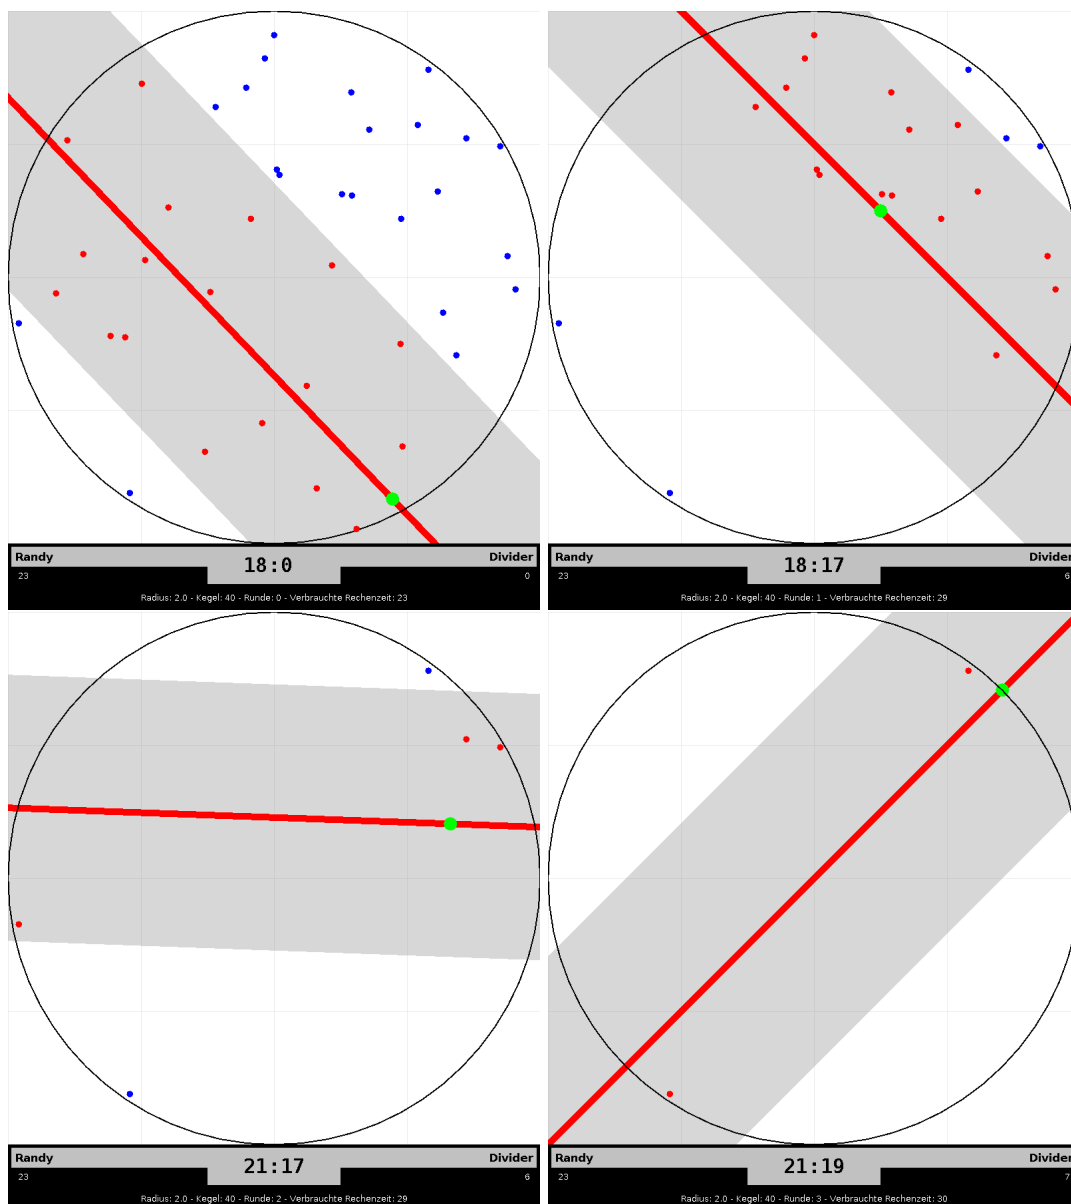 Randy Divider
18:0
23 0
Radius: 2.0 - Kegel: 40 - Runde: 0 - Verbrauchte Rechenzeit: 23
Randy Divider
18:17
23 6
Radius: 2.0 - Kegel: 40 - Runde: 1 - Verbrauchte Rechenzeit: 29
Randy Divider
21:17
23 6
Radius: 2.0 - Kegel: 40 - Runde: 2 - Verbrauchte Rechenzeit: 29
Randy Divider
21:19
23 7
Radius: 2.0 - Kegel: 40 - Runde: 3 - Verbrauchte Rechenzeit: 30